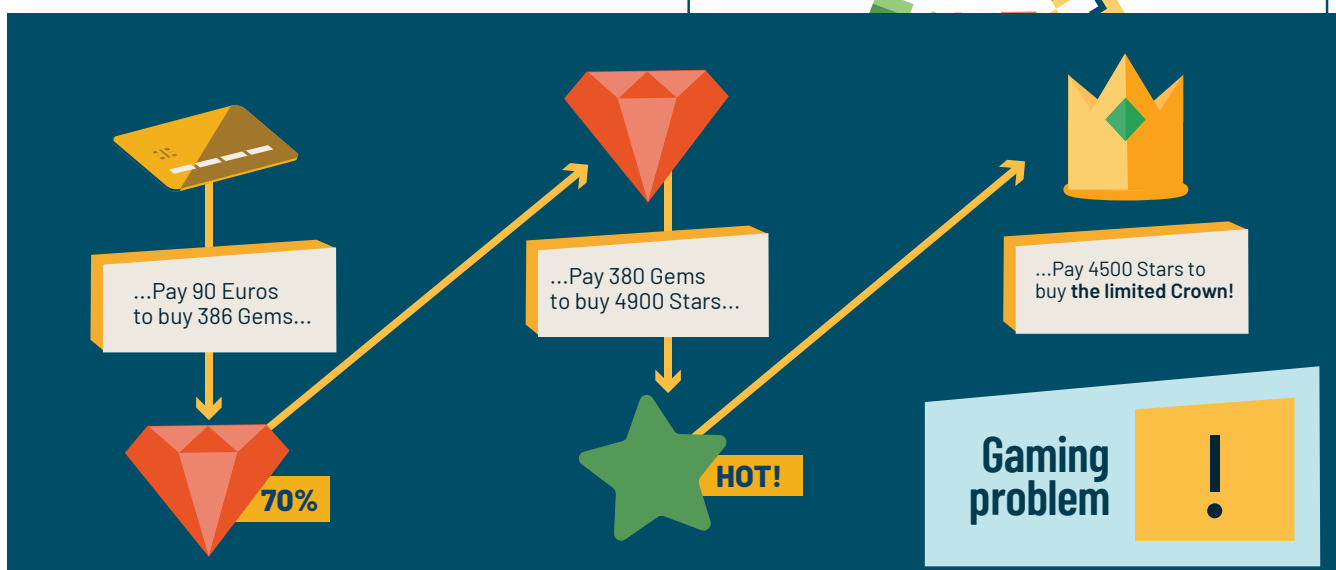 ...Pay 90 Euros
to buy 386 Gems...
70%
...Pay 380 Gems
to buy 4900 Stars...
HOT!
...Pay 4500 Stars to
buy the limited Crown!
Gaming
problem
!